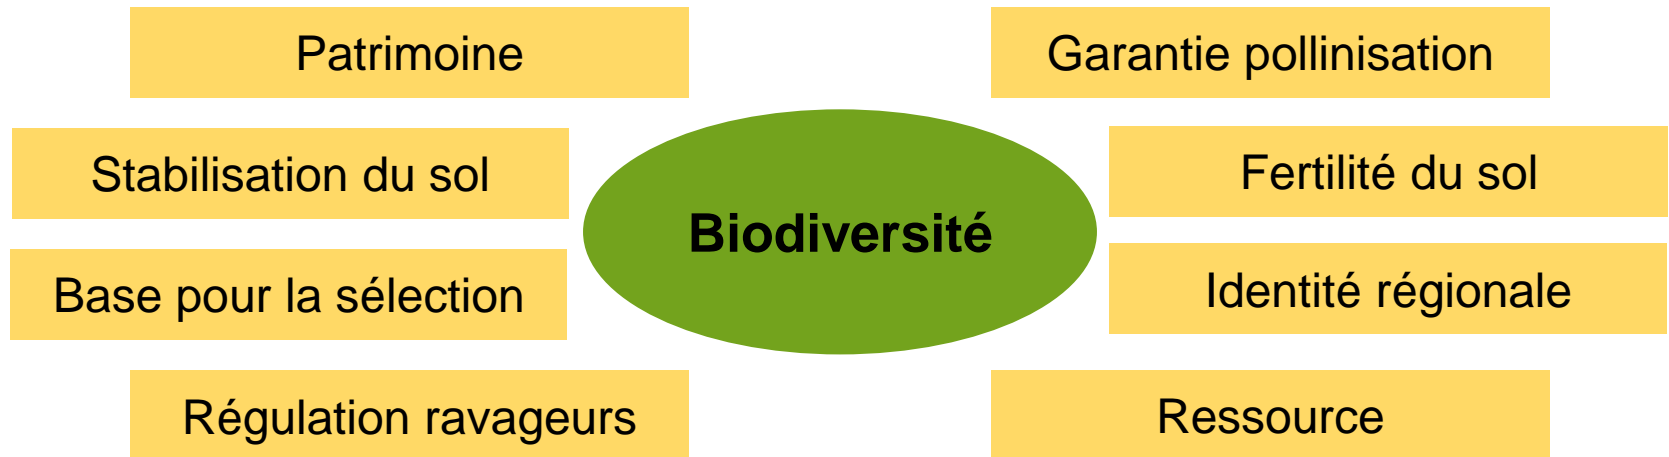 Patrimoine
Garantie pollinisation
Stabilisation du sol
Fertilité du sol
Biodiversité
Base pour la sélection
Identité régionale
Régulation ravageurs
Ressource